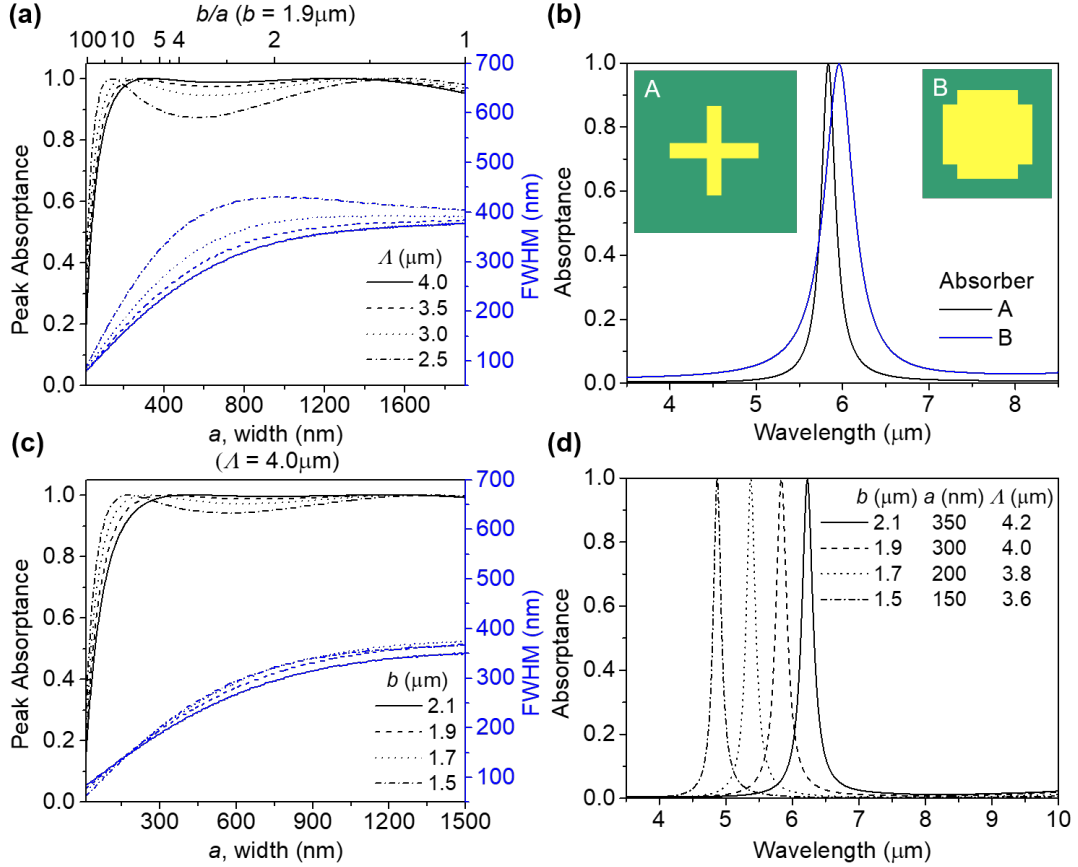 (a)
b/a (b = 1.9μm)
100 10 5 4 2 1
Peak Absorptance
1.0
0.8
0.6
0.4
0.2
0.0
700
600
500
400
300
200
100
FWHM (nm)
Λ (μm)
4.0
3.5
3.0
2.5
400 800 1200 1600
a, width (nm)
(b)
Absorptance
1.0
0.8
0.6
0.4
0.2
0.0
A
B
Absorber
A
B
4 5 6 7 8
Wavelength (μm)
(c)
(Λ = 4.0μm)
Peak Absorptance
1.0
0.8
0.6
0.4
0.2
0.0
700
600
500
400
300
200
100
FWHM (nm)
b (μm)
2.1
1.9
1.7
1.5
300 600 900 1200 1500
a, width (nm)
(d)
Absorptance
1.0
0.8
0.6
0.4
0.2
0.0
b (μm) a (nm) Λ (μm)
2.1 350 4.2
1.9 300 4.0
1.7 200 3.8
1.5 150 3.6
4 5 6 7 8 9 10
Wavelength (μm)